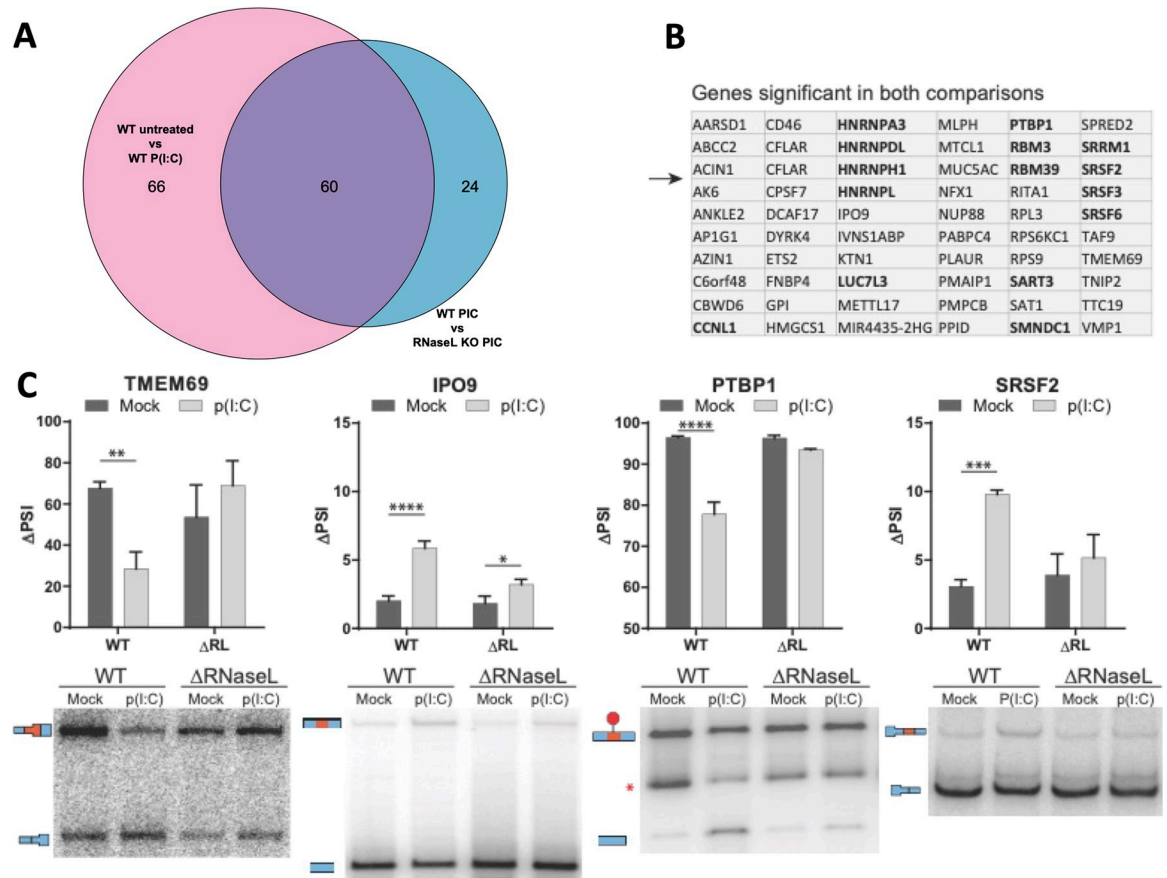 A
WT untreated
vs
WT P(I:C)
66
60
24
WT PIC
vs
RNaseL KO PIC
B
Genes significant in both comparisons
AARSD1 CD46 HNRNPA3 MLPH PTBP1 SPRED2
ABCC2 CFLAR HNRNPDL MTCL1 RBM3 SRRM1
ACIN1 CFLAR HNRNPH1 MUC5AC RBM39 SRSF2
AK6 CPSF7 HNRNPL NFX1 RITA1 SRSF3
ANKLE2 DCAF17 IPO9 NUP88 RPL3 SRSF6
AP1G1 DYRK4 IVNS1ABP PABPC4 RPS6KC1 TAF9
AZIN1 ETS2 KTN1 PLAUR RPS9 TMEM69
C6orf48 FNBP4 LUC7L3 PMAIP1 SART3 TNIP2
CBWD6 GPI METTL17 PMPCB SAT1 TTC19
CCNL1 HMGCS1 MIR4435-2HG PPID SMNDC1 VMP1
C
TMEM69
Mock p(I:C)
ΔPSI
100
80
60
40
20
0
**
WT ΔRL
IPO9
Mock p(I:C)
ΔPSI
15
10
5
0
****
*
WT ΔRL
PTBP1
Mock p(I:C)
ΔPSI
100
90
80
70
60
50
****
WT ΔRL
SRSF2
Mock p(I:C)
ΔPSI
15
10
5
0
***
WT ΔRL
WT ΔRNaseL
Mock p(I:C) Mock p(I:C)
WT ΔRNaseL
Mock p(I:C) Mock p(I:C)
WT ΔRNaseL
Mock p(I:C) Mock p(I:C)
*
WT ΔRNaseL
Mock P(I:C) Mock p(I:C)